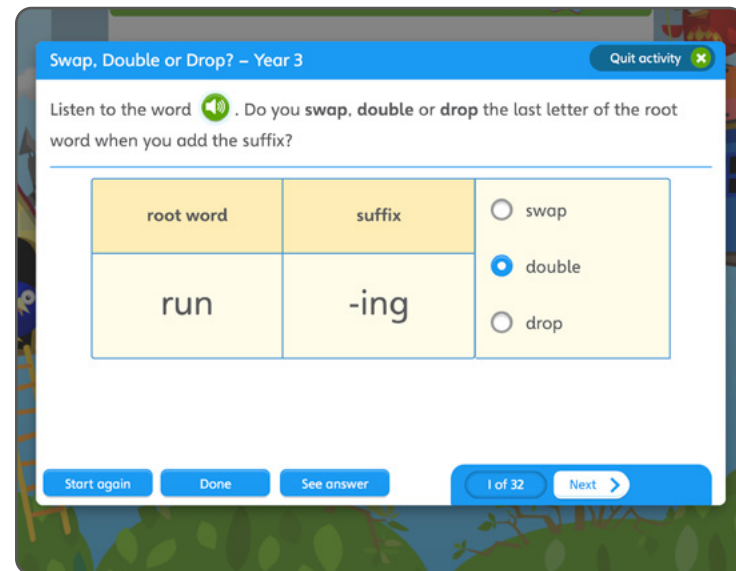 Swap, Double or Drop? – Year 3
Quit activity
Listen to the word . Do you swap, double or drop the last letter of the root
word when you add the suffix?
root word
suffix
swap
double
run
-ing
drop
Start again
Done
See answer
1 of 32
Next